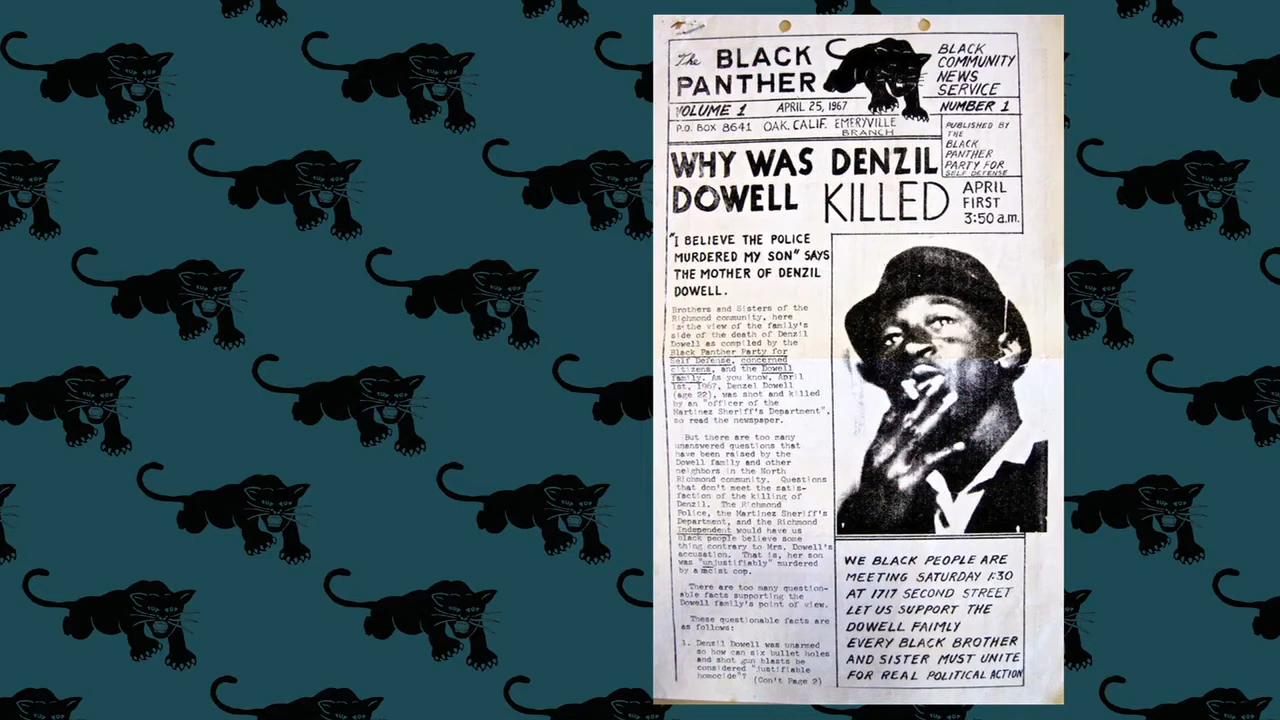 The BLACK
PANTHER
BLACK
COMMUNITY
NEWS
SERVICE
VOLUME 1 APRIL 25, 1967 NUMBER 1
P.O. BOX 8641 OAK. CALIF. EMERYVILLE
BRANCH
PUBLISHED BY
THE
BLACK
PANTHER
PARTY FOR
SELF DEFENSE
WHY WAS DENZIL
DOWELL KILLED
APRIL
FIRST
3:50 a.m.
"I BELIEVE THE POLICE
MURDERED MY SON" SAYS
THE MOTHER OF DENZIL
DOWELL.
Brothers and Sisters of the
Richmond community, here
is the view of the family's
side of the death of Denzil
Dowell as compiled by the
Black Panther Party for
Self Defense, concerned
citizens, and the Dowell
family. As you know, April
1st, 1967, Denzel Dowell
(age 22), was shot and killed
by an "officer of the
Martinez Sheriff's Department",
so read the newspaper.
But there are too many
unanswered questions that
have been raised by the
Dowell family and other
neighbors in the North
Richmond community. Questions
that don't meet the satis-
faction of the killing of
Denzil. The Richmond
Police, the Martinez Sheriff's
Department, and the Richmond
Independent would have us
black people believe some
thing contrary to Mrs. Dowell's
accusation. That is, her son
was "unjustifiably" murdered
by a racist cop.
There are too many question-
able facts supporting the
Dowell family's point of view.
These questionable facts are
as follows:
1. Denzil Dowell was unarmed
so how can six bullet holes
and shot gun blasts be
considered "justifiable
homocide"? (Con't Page 2)
WE BLACK PEOPLE ARE
MEETING SATURDAY 1:30
AT 1717 SECOND STREET
LET US SUPPORT THE
DOWELL FAIMLY
EVERY BLACK BROTHER
AND SISTER MUST UNITE
FOR REAL POLITICAL ACTION